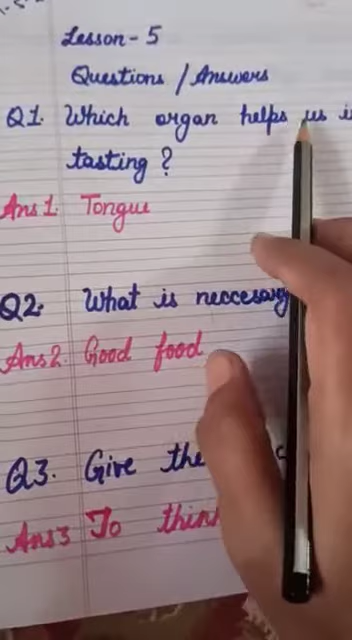 Lesson - 5
Questions / Answers
Q1. Which organ helps us
tasting ?
Ans 1. Tongue
Q2. What is neccesary
Ans 2. Good food
Q3. Give the
Ans 3 To think